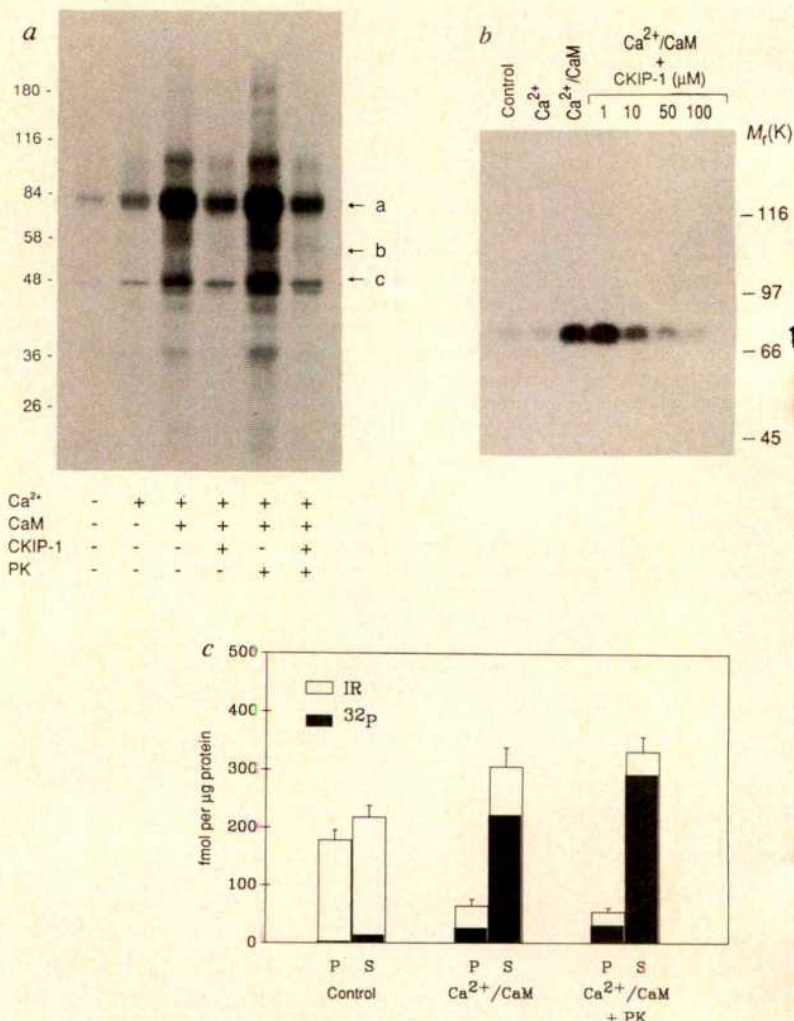 a
180 -
116 -
84 -
58 -
48 -
36 -
26 -
← a
← b
← c
Ca²⁺ - + + + + +
CaM - - + + + +
CKIP-1 - - - + - +
PK - - - - + +
b
Control
Ca²⁺
Ca²⁺/CaM
Ca²⁺/CaM
+
CKIP-1 (μM)
1 10 50 100
Mr(K)
– 116
– 97
– 66
– 45
c
500
400
300
200
100
0
fmol per μg protein
IR
³²P
P S P S P S
Control Ca²⁺/CaM Ca²⁺/CaM
+ PK